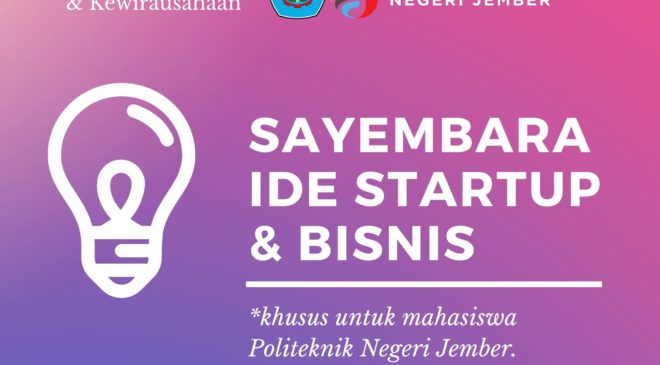 & Kewirausahaan
NEGERI JEMBER
SAYEMBARA
IDE STARTUP
& BISNIS
*khusus untuk mahasiswa
Politeknik Negeri Jember.